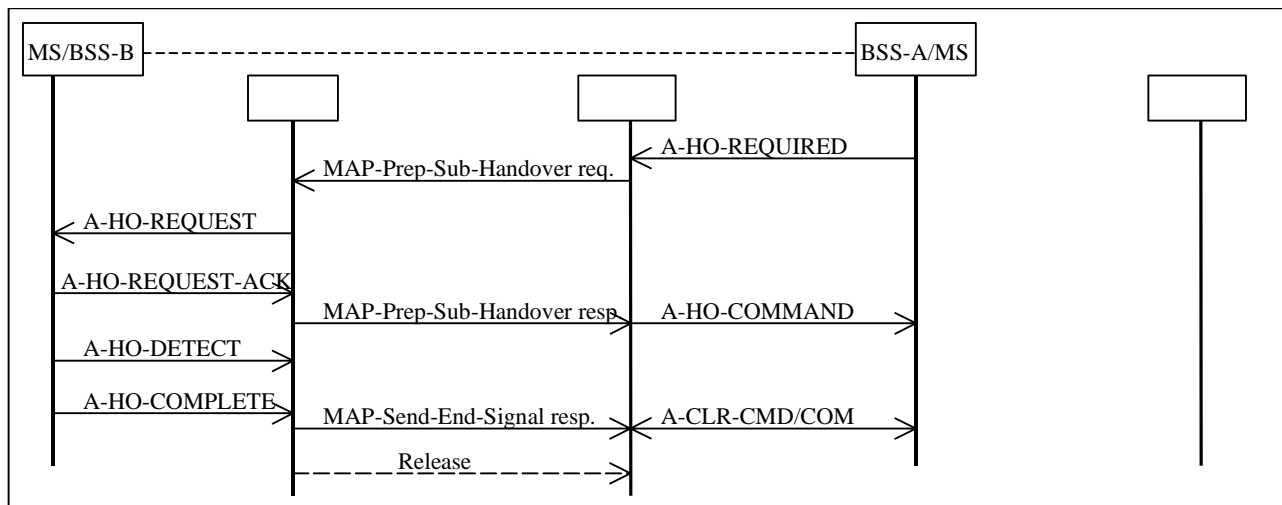 MS/BSS-B
BSS-A/MS
A-HO-REQUIRED
MAP-Prep-Sub-Handover req.
A-HO-REQUEST
A-HO-REQUEST-ACK
MAP-Prep-Sub-Handover resp.
A-HO-COMMAND
A-HO-DETECT
A-HO-COMPLETE
MAP-Send-End-Signal resp.
A-CLR-CMD/COM
Release